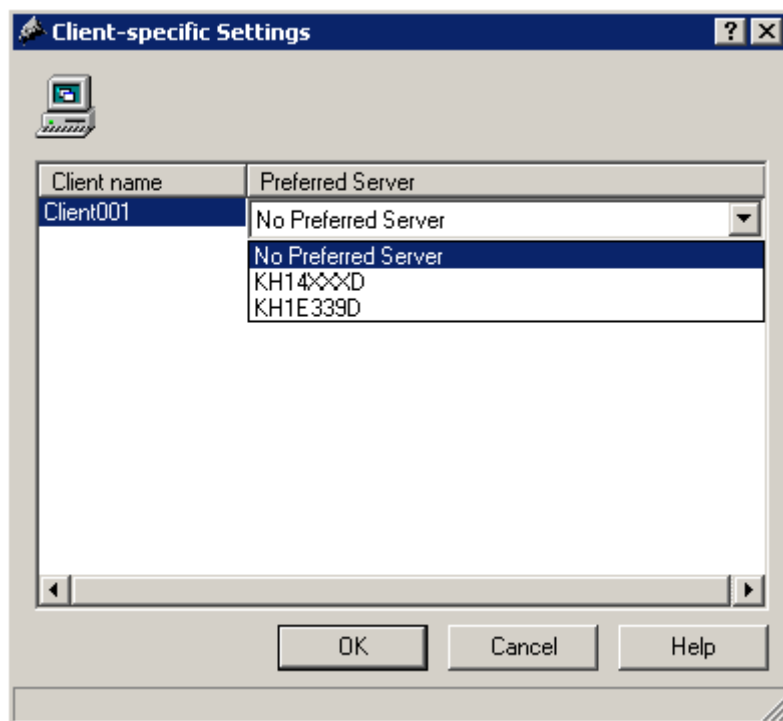 Client-specific Settings
Client name Preferred Server
Client001 No Preferred Server
No Preferred Server
KH14XXXD
KH1E339D
OK Cancel Help